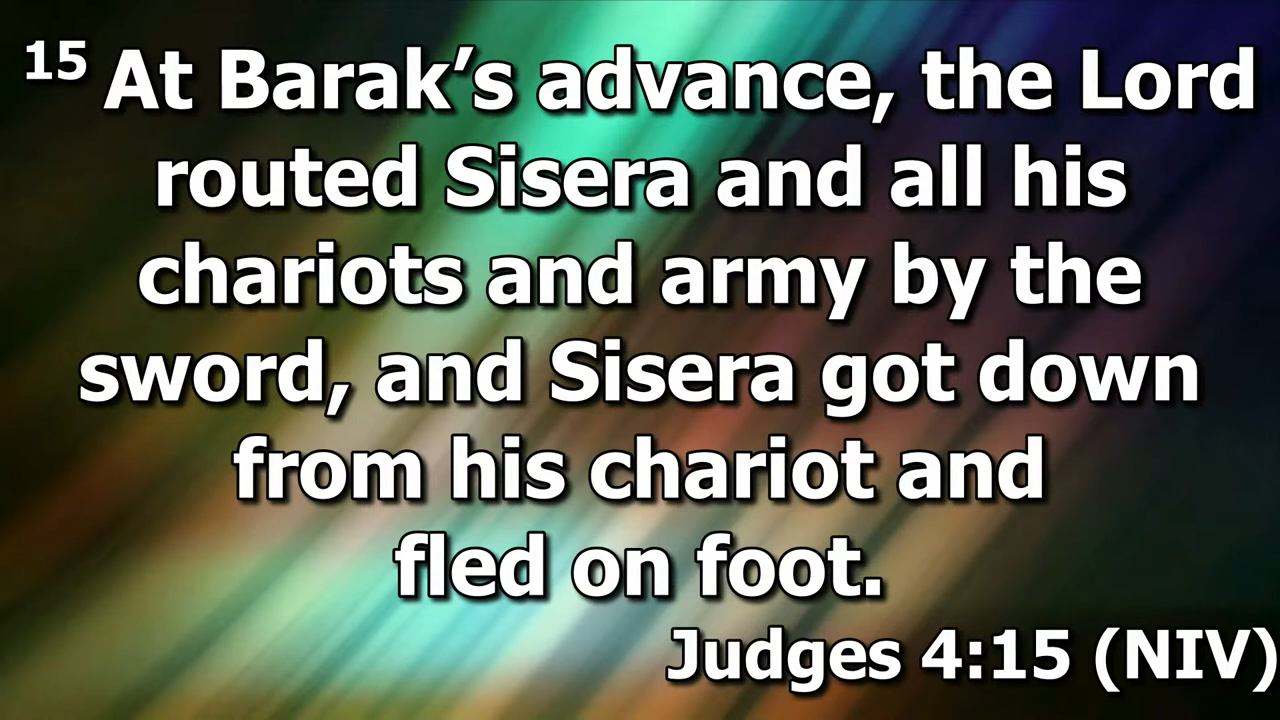 15 At Barak’s advance, the Lord
routed Sisera and all his
chariots and army by the
sword, and Sisera got down
from his chariot and
fled on foot.
Judges 4:15 (NIV)